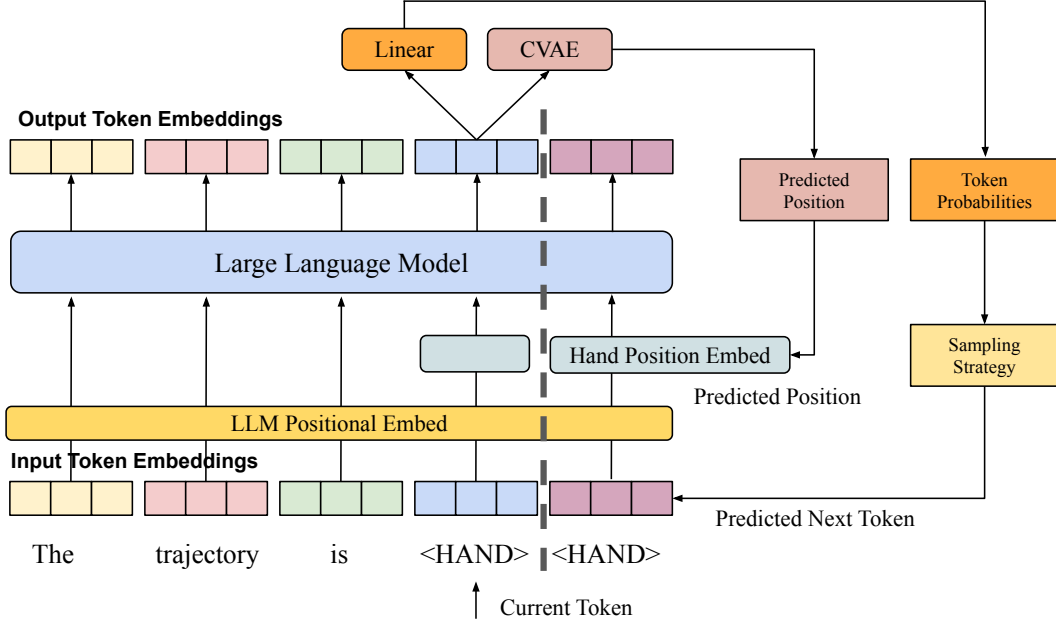 Linear
CVAE
Output Token Embeddings
Predicted
Position
Token
Probabilities
Large Language Model
Hand Position Embed
Sampling
Strategy
Predicted Position
LLM Positional Embed
Input Token Embeddings
Predicted Next Token
The trajectory is <HAND> <HAND>
Current Token